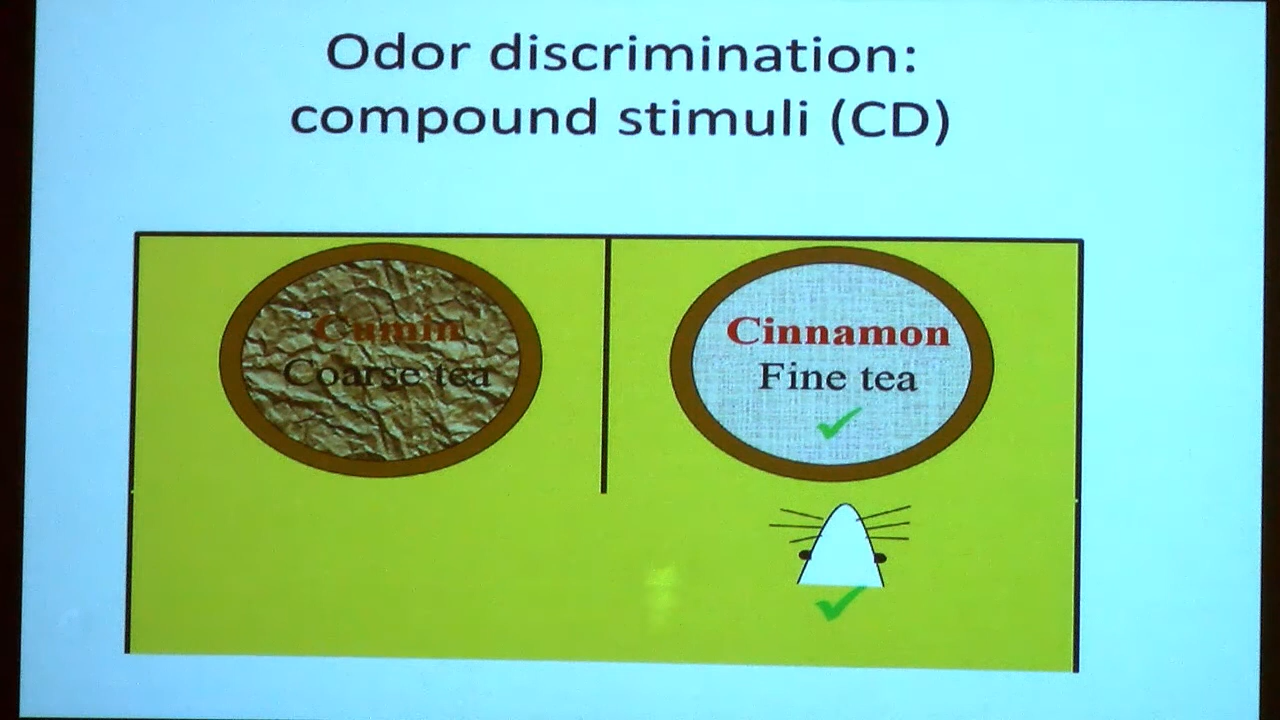 Odor discrimination:
compound stimuli (CD)
Cumin
Coarse tea
Cinnamon
Fine tea